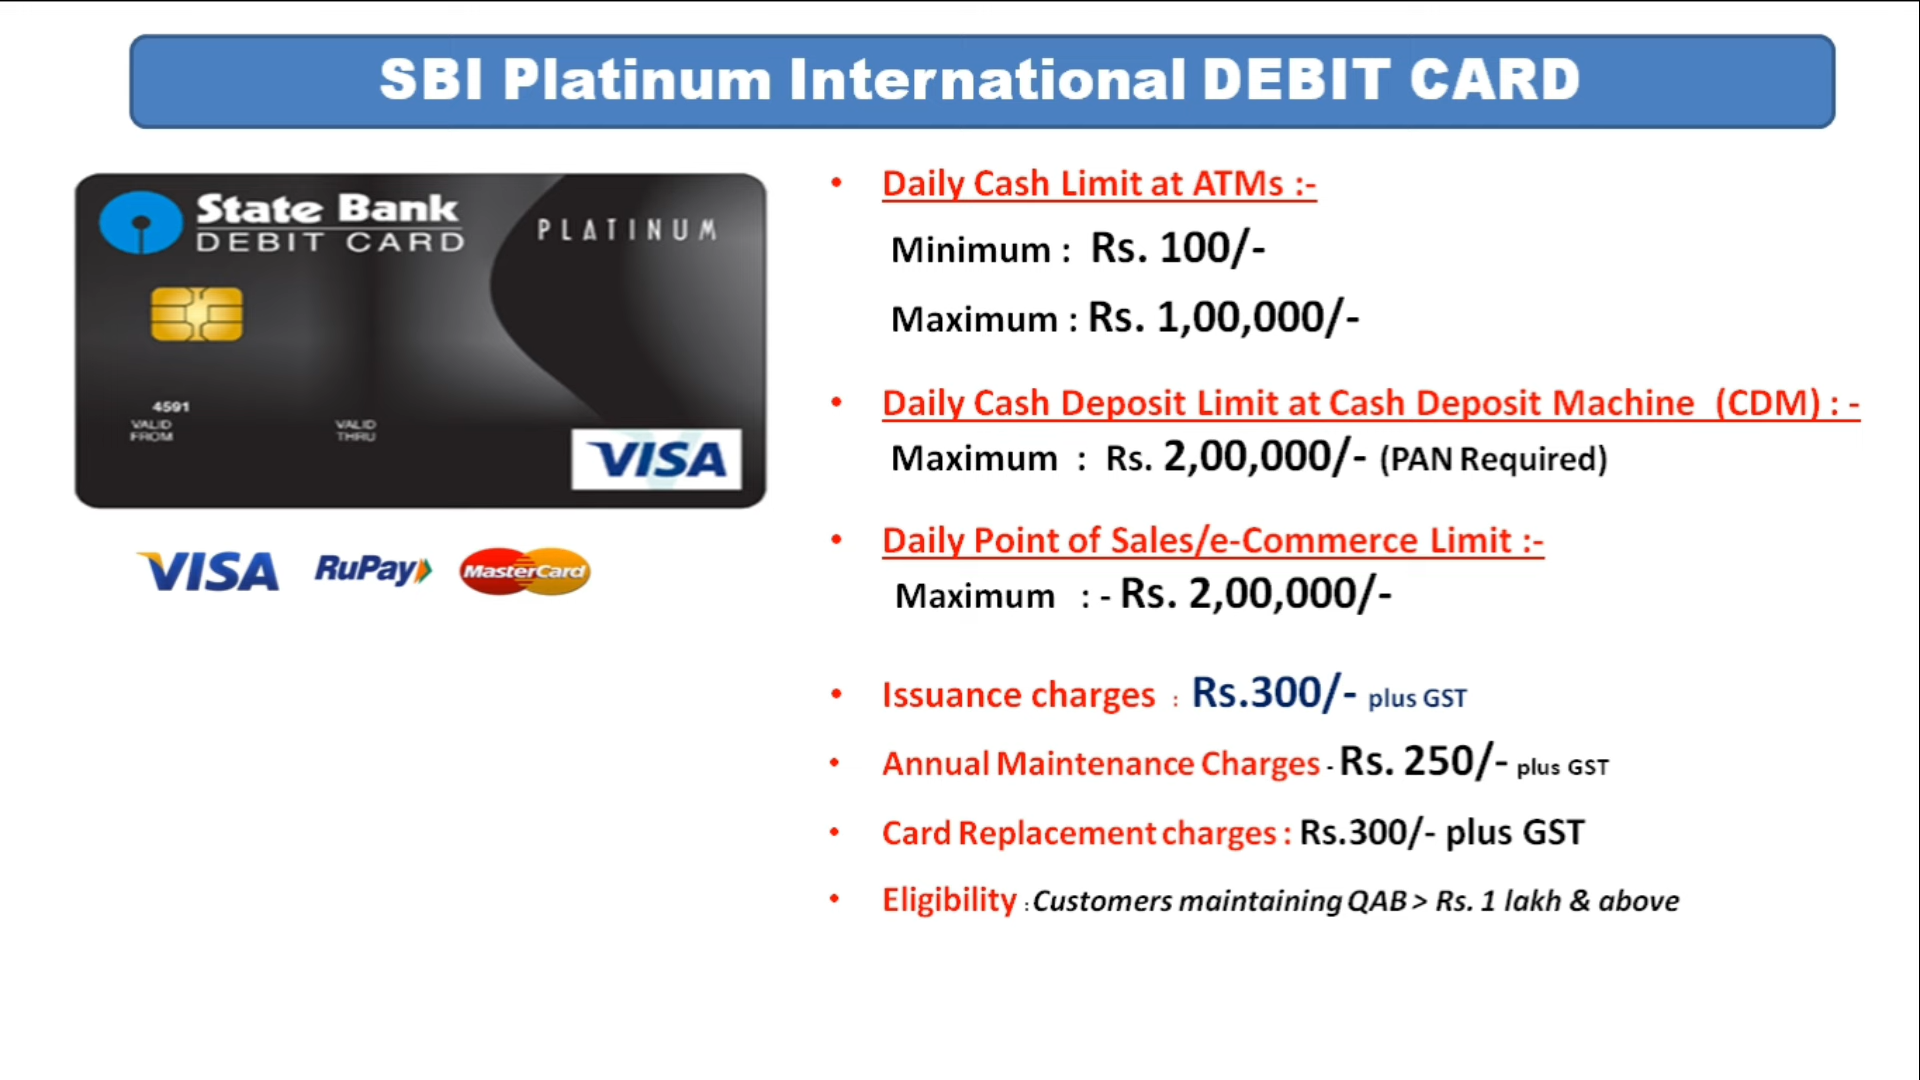 SBI Platinum International DEBIT CARD
State Bank
DEBIT CARD
PLATINUM
4591
VALID
FROM
VALID
THRU
VISA
VISA RuPay MasterCard
• Daily Cash Limit at ATMs :-
Minimum : Rs. 100/-
Maximum : Rs. 1,00,000/-
• Daily Cash Deposit Limit at Cash Deposit Machine (CDM) : -
Maximum : Rs. 2,00,000/- (PAN Required)
• Daily Point of Sales/e-Commerce Limit :-
Maximum : - Rs. 2,00,000/-
• Issuance charges : Rs.300/- plus GST
• Annual Maintenance Charges - Rs. 250/- plus GST
• Card Replacement charges : Rs.300/- plus GST
• Eligibility : Customers maintaining QAB > Rs. 1 lakh & above